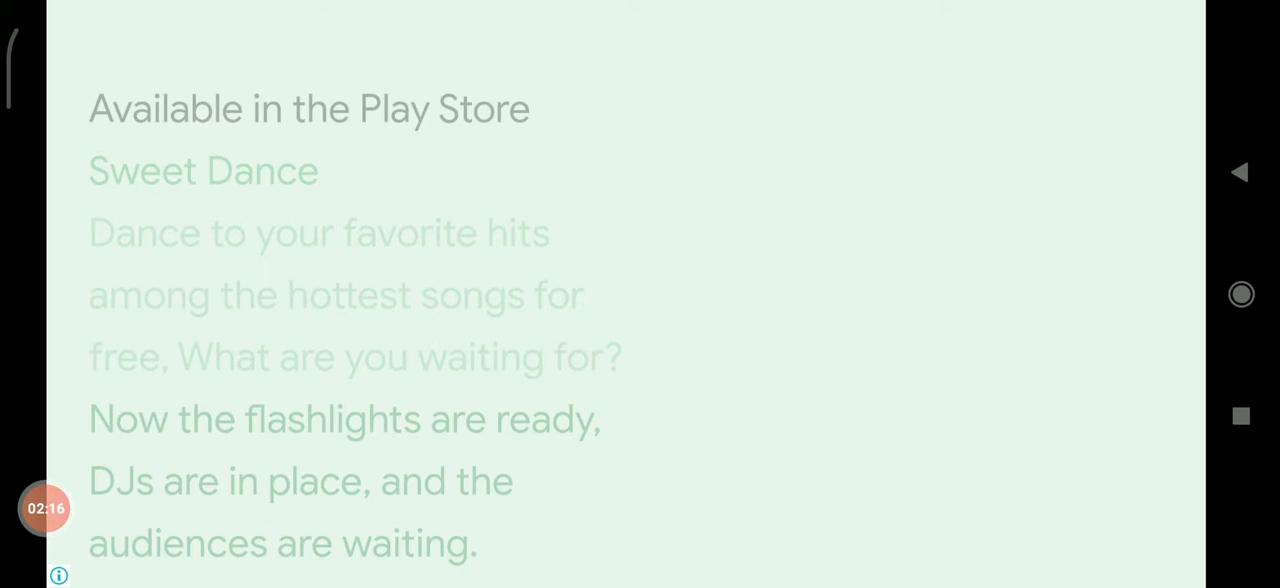 Available in the Play Store
Sweet Dance
Dance to your favorite hits
among the hottest songs for
free, What are you waiting for?
Now the flashlights are ready,
DJs are in place, and the
02:16
audiences are waiting.